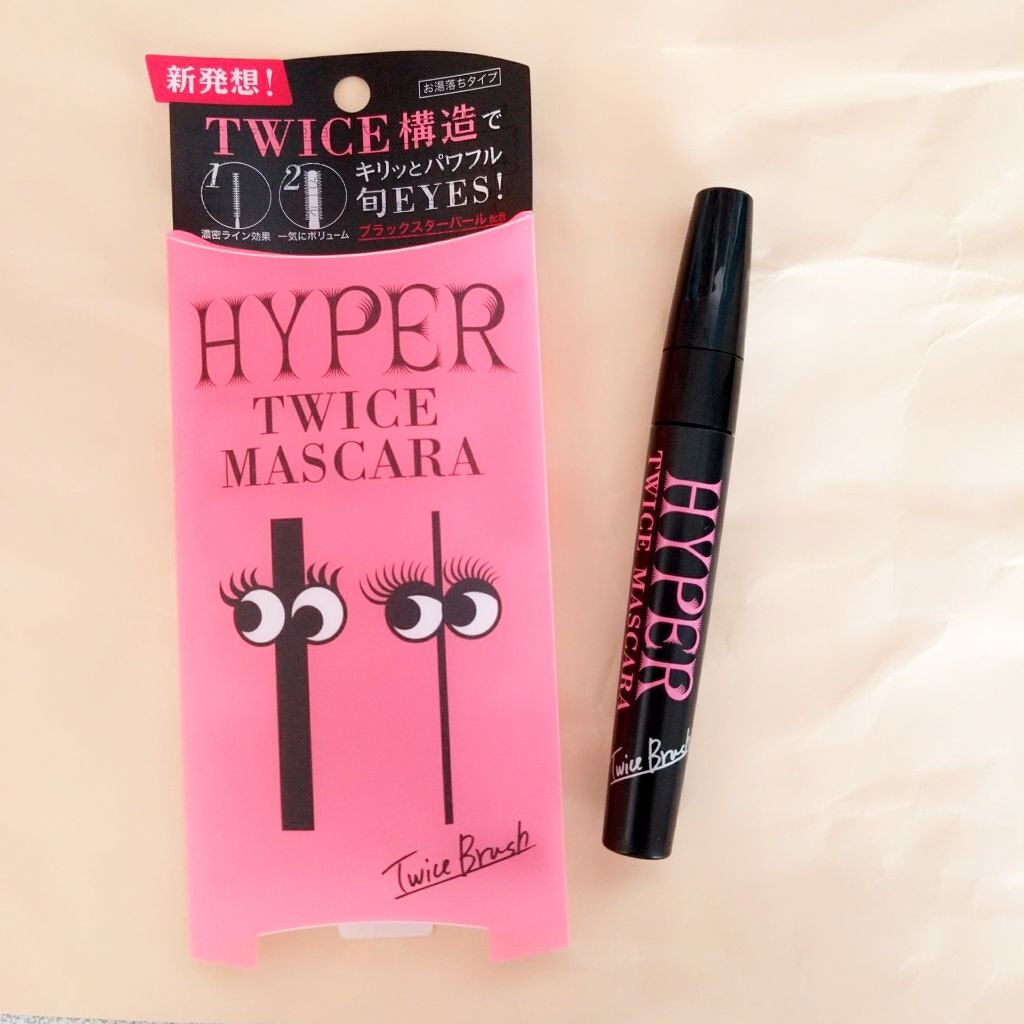 新発想!
お湯落ちタイプ
TWICE構造で
キリッとパワフル
旬EYES!
ブラックスターパール配合
1
濃密ライン効果
2
一気にボリューム
HYPER
TWICE
MASCARA
Twice Brush
HYPER
TWICE MASCARA
Twice Brush